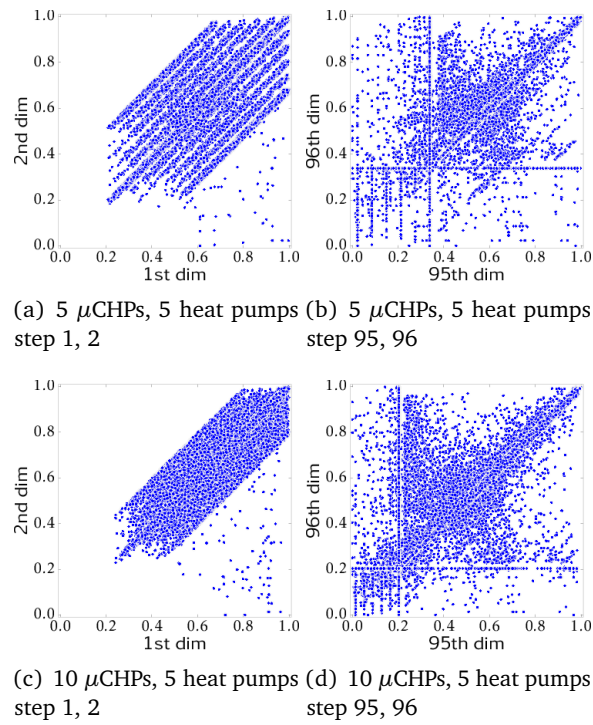 1.0
0.8
0.6
0.4
0.2
0.0
2nd dim
0.0 0.2 0.4 0.6 0.8 1.0
1st dim
1.0
0.8
0.6
0.4
0.2
0.0
96th dim
0.0 0.2 0.4 0.6 0.8 1.0
95th dim
(a) 5 μCHPs, 5 heat pumps
step 1, 2
(b) 5 μCHPs, 5 heat pumps
step 95, 96
1.0
0.8
0.6
0.4
0.2
0.0
2nd dim
0.0 0.2 0.4 0.6 0.8 1.0
1st dim
1.0
0.8
0.6
0.4
0.2
0.0
96th dim
0.0 0.2 0.4 0.6 0.8 1.0
95th dim
(c) 10 μCHPs, 5 heat pumps
step 1, 2
(d) 10 μCHPs, 5 heat pumps
step 95, 96